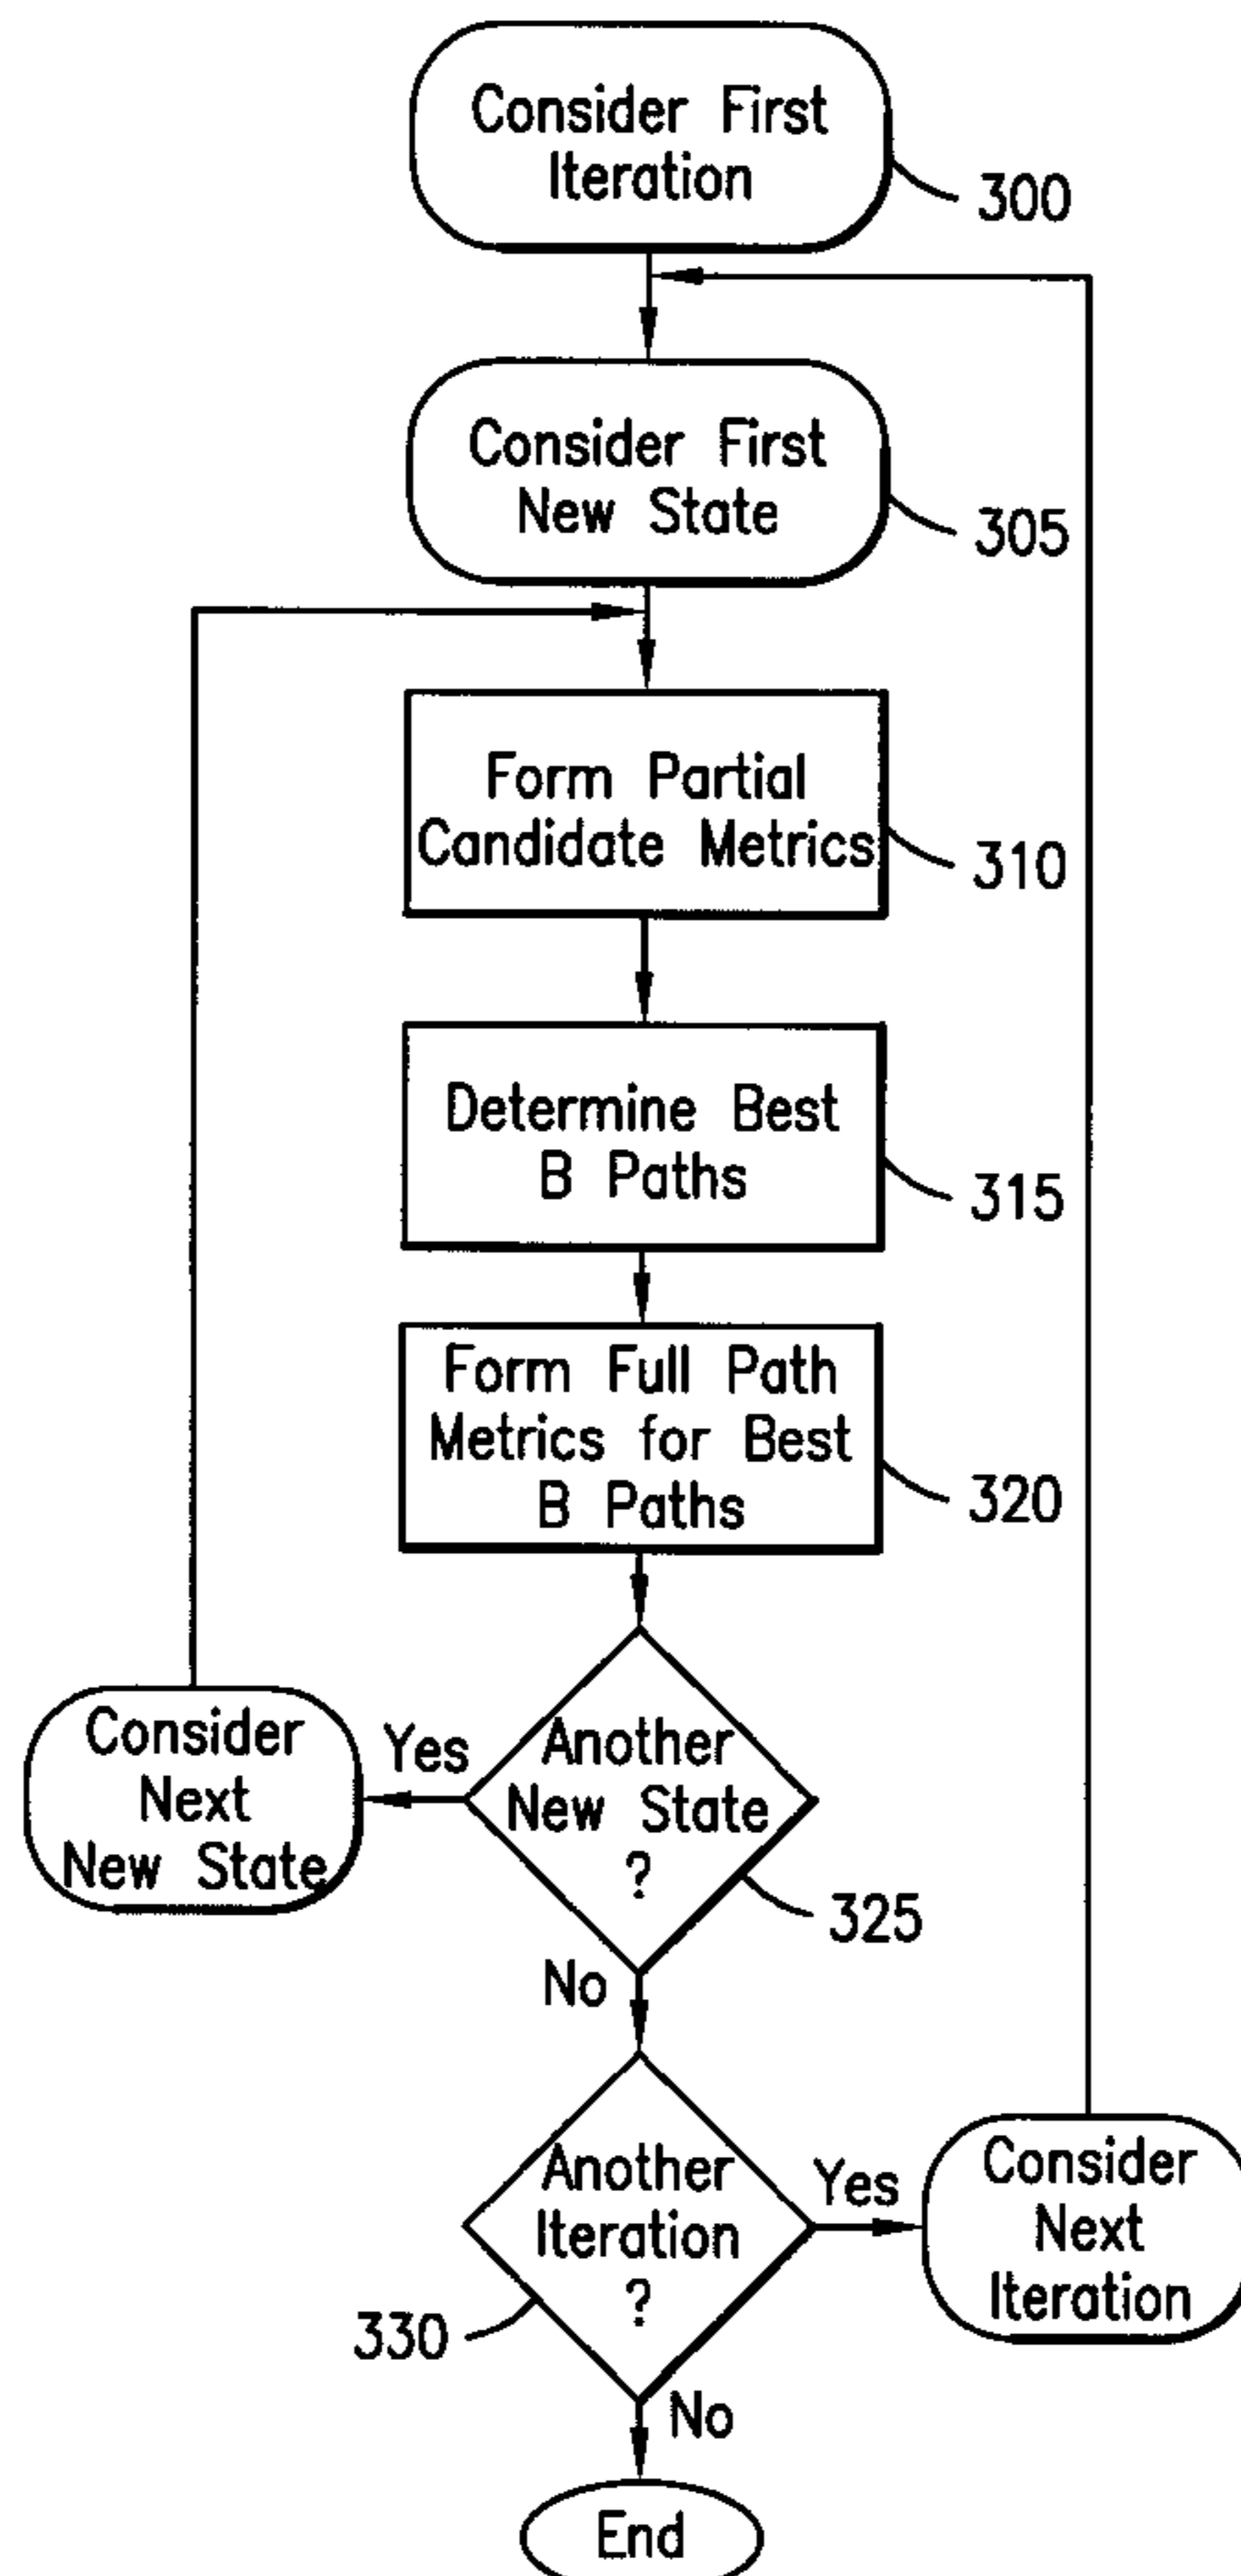 Consider First
Iteration
300
Consider First
New State
305
Form Partial
Candidate Metrics
310
Determine Best
B Paths
315
Form Full Path
Metrics for Best
B Paths
320
Consider
Next
New State
Yes
Another
New State
?
325
No
Another
Iteration
?
330
Yes
Consider
Next
Iteration
No
End